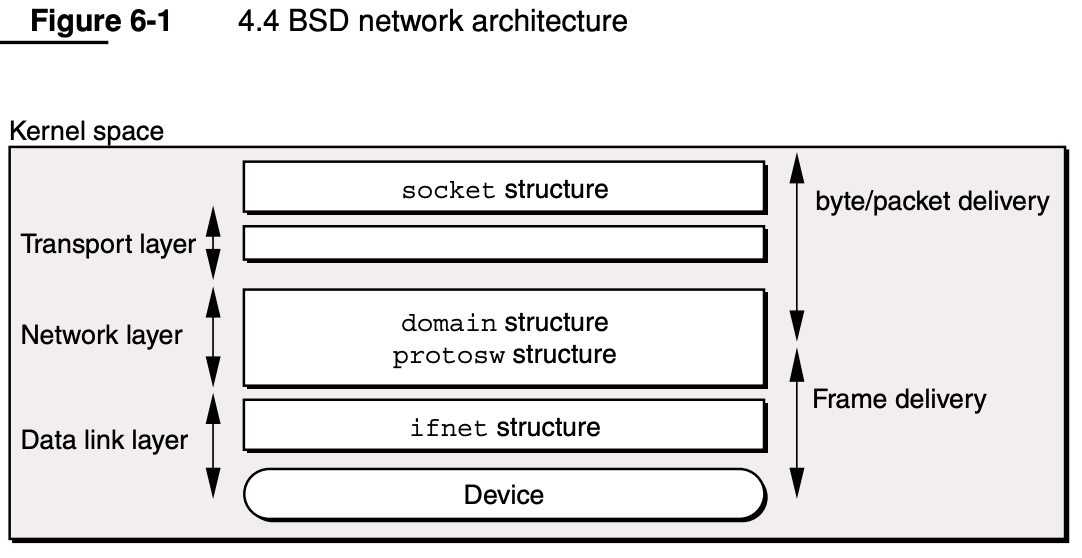 Figure 6-1 4.4 BSD network architecture
Kernel space
socket structure
byte/packet delivery
Transport layer
Network layer
domain structure
protosw structure
Frame delivery
Data link layer
ifnet structure
Device